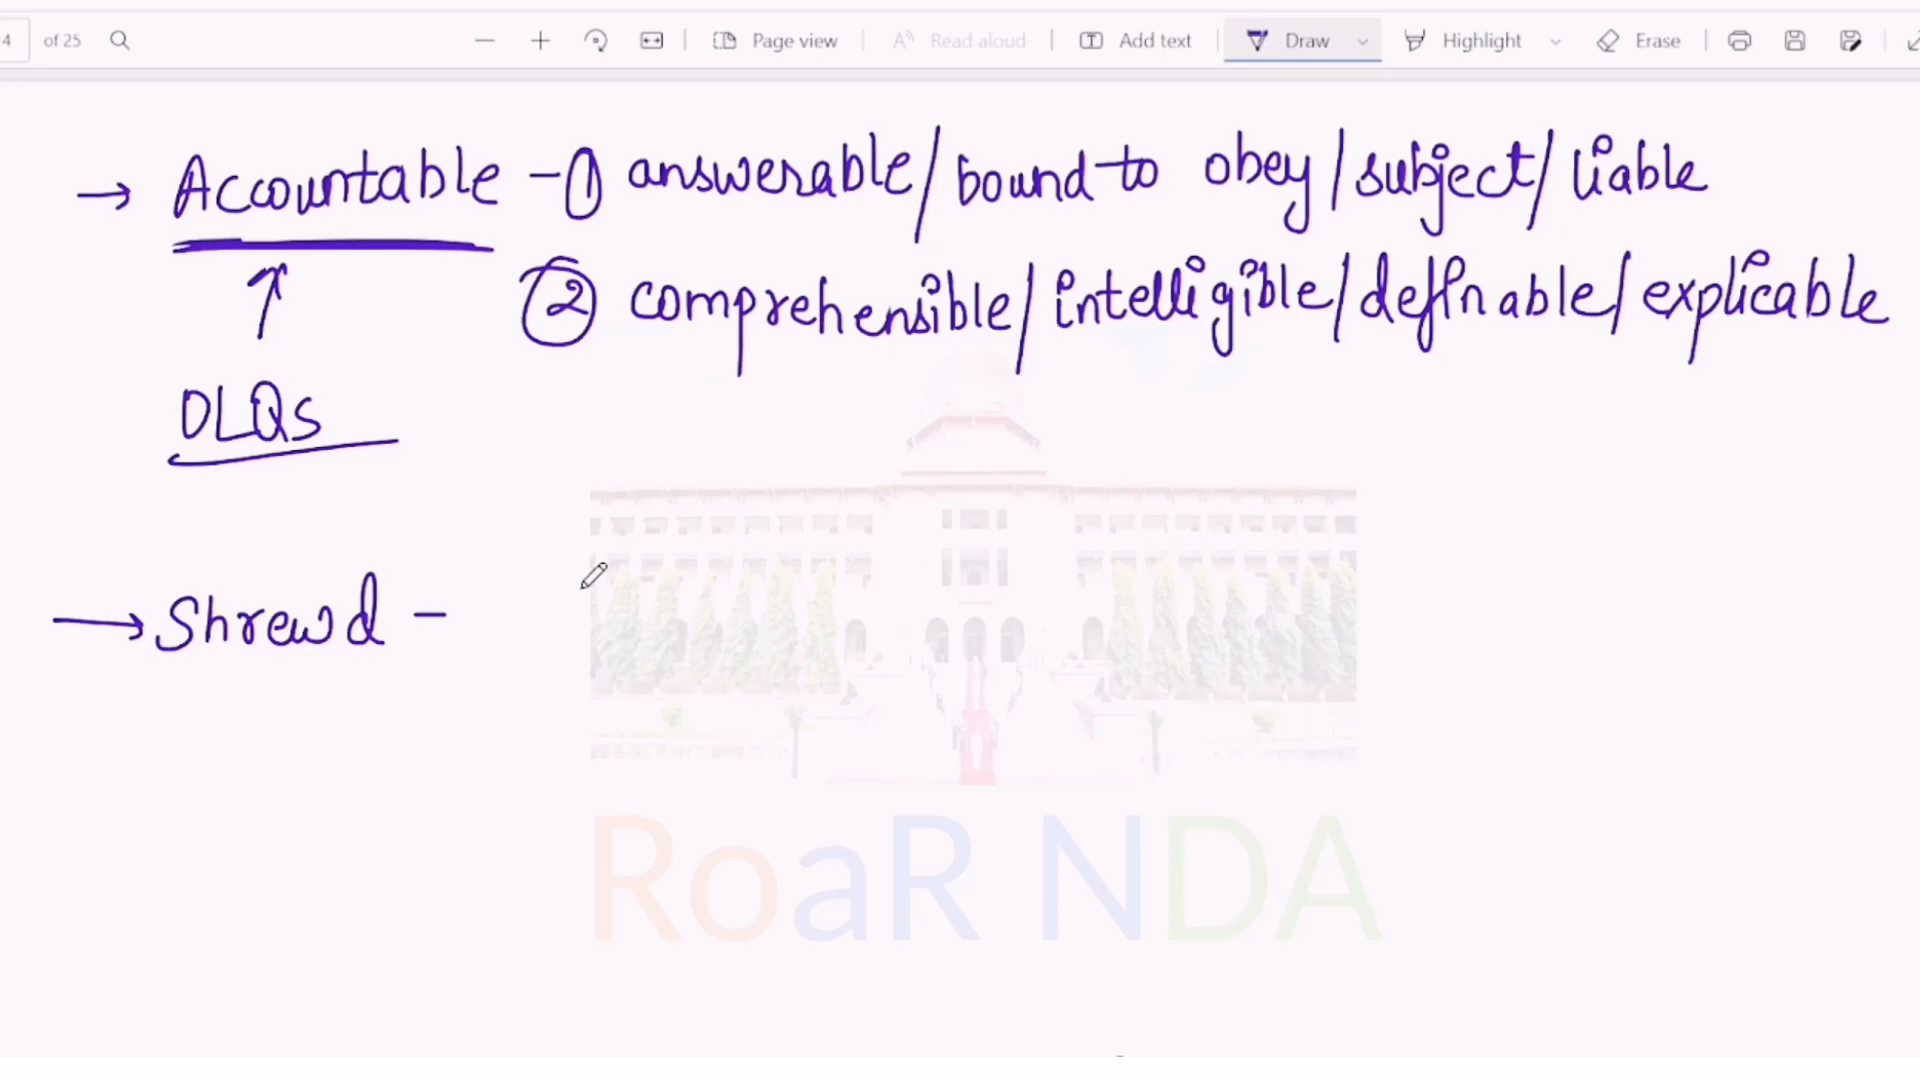 4 of 25 Page view Read aloud Add text Draw Highlight Erase
→ Accountable - ① answerable/bound to obey/subject/liable
② comprehensible/intelligible/definable/explicable
↑
OLQs
→ Shrewd -
RoaR NDA